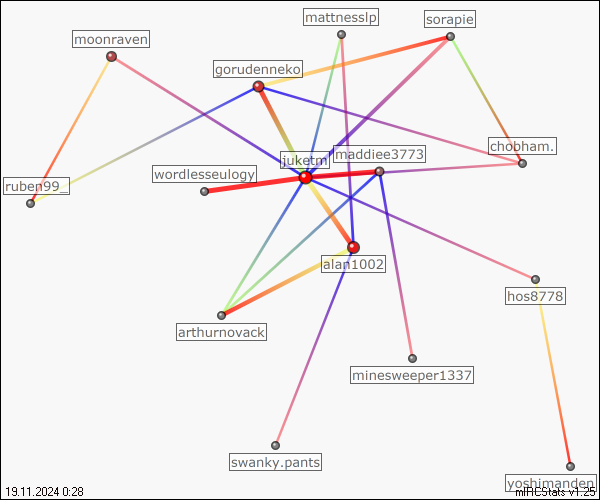 mattnesslp
sorapie
moonraven
gorudenneko
chobham.
juketm
maddiee3773
wordlesseulogy
ruben99_
alan1002
hos8778
arthurnovack
minesweeper1337
swanky.pants
yoshimanden
19.11.2024 0:28
mIRCStats v1.25